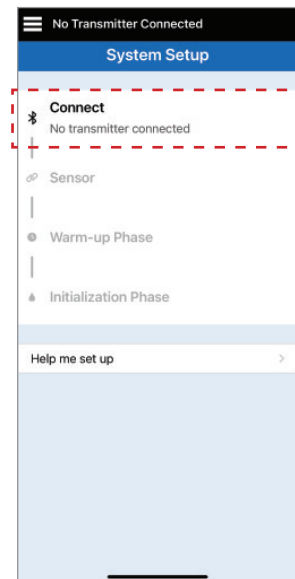 No Transmitter Connected
System Setup
Connect
No transmitter connected
Sensor
Warm-up Phase
Initialization Phase
Help me set up